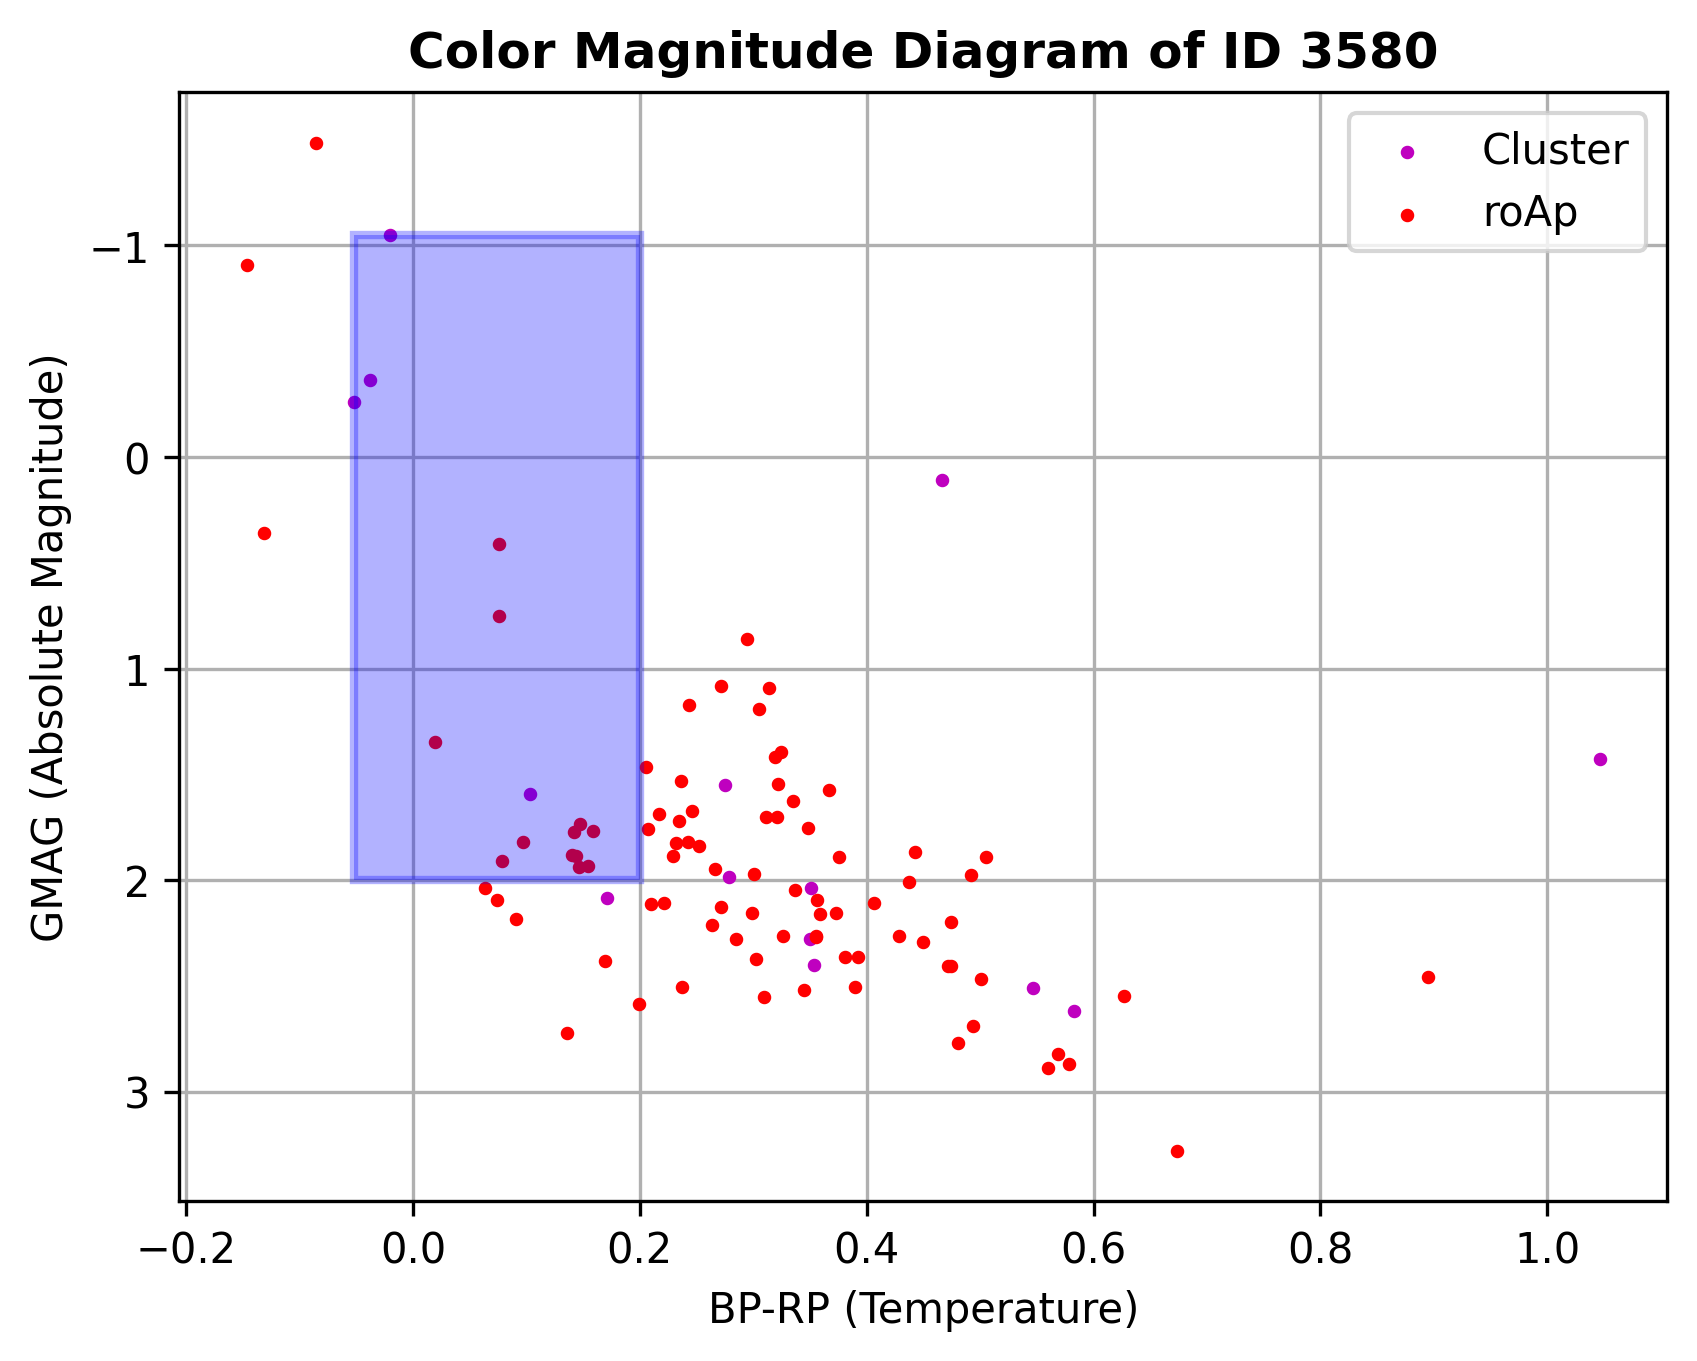 Color Magnitude Diagram of ID 3580
Cluster
roAp
GMAG (Absolute Magnitude)
−1
0
1
2
3
−0.2 0.0 0.2 0.4 0.6 0.8 1.0
BP-RP (Temperature)